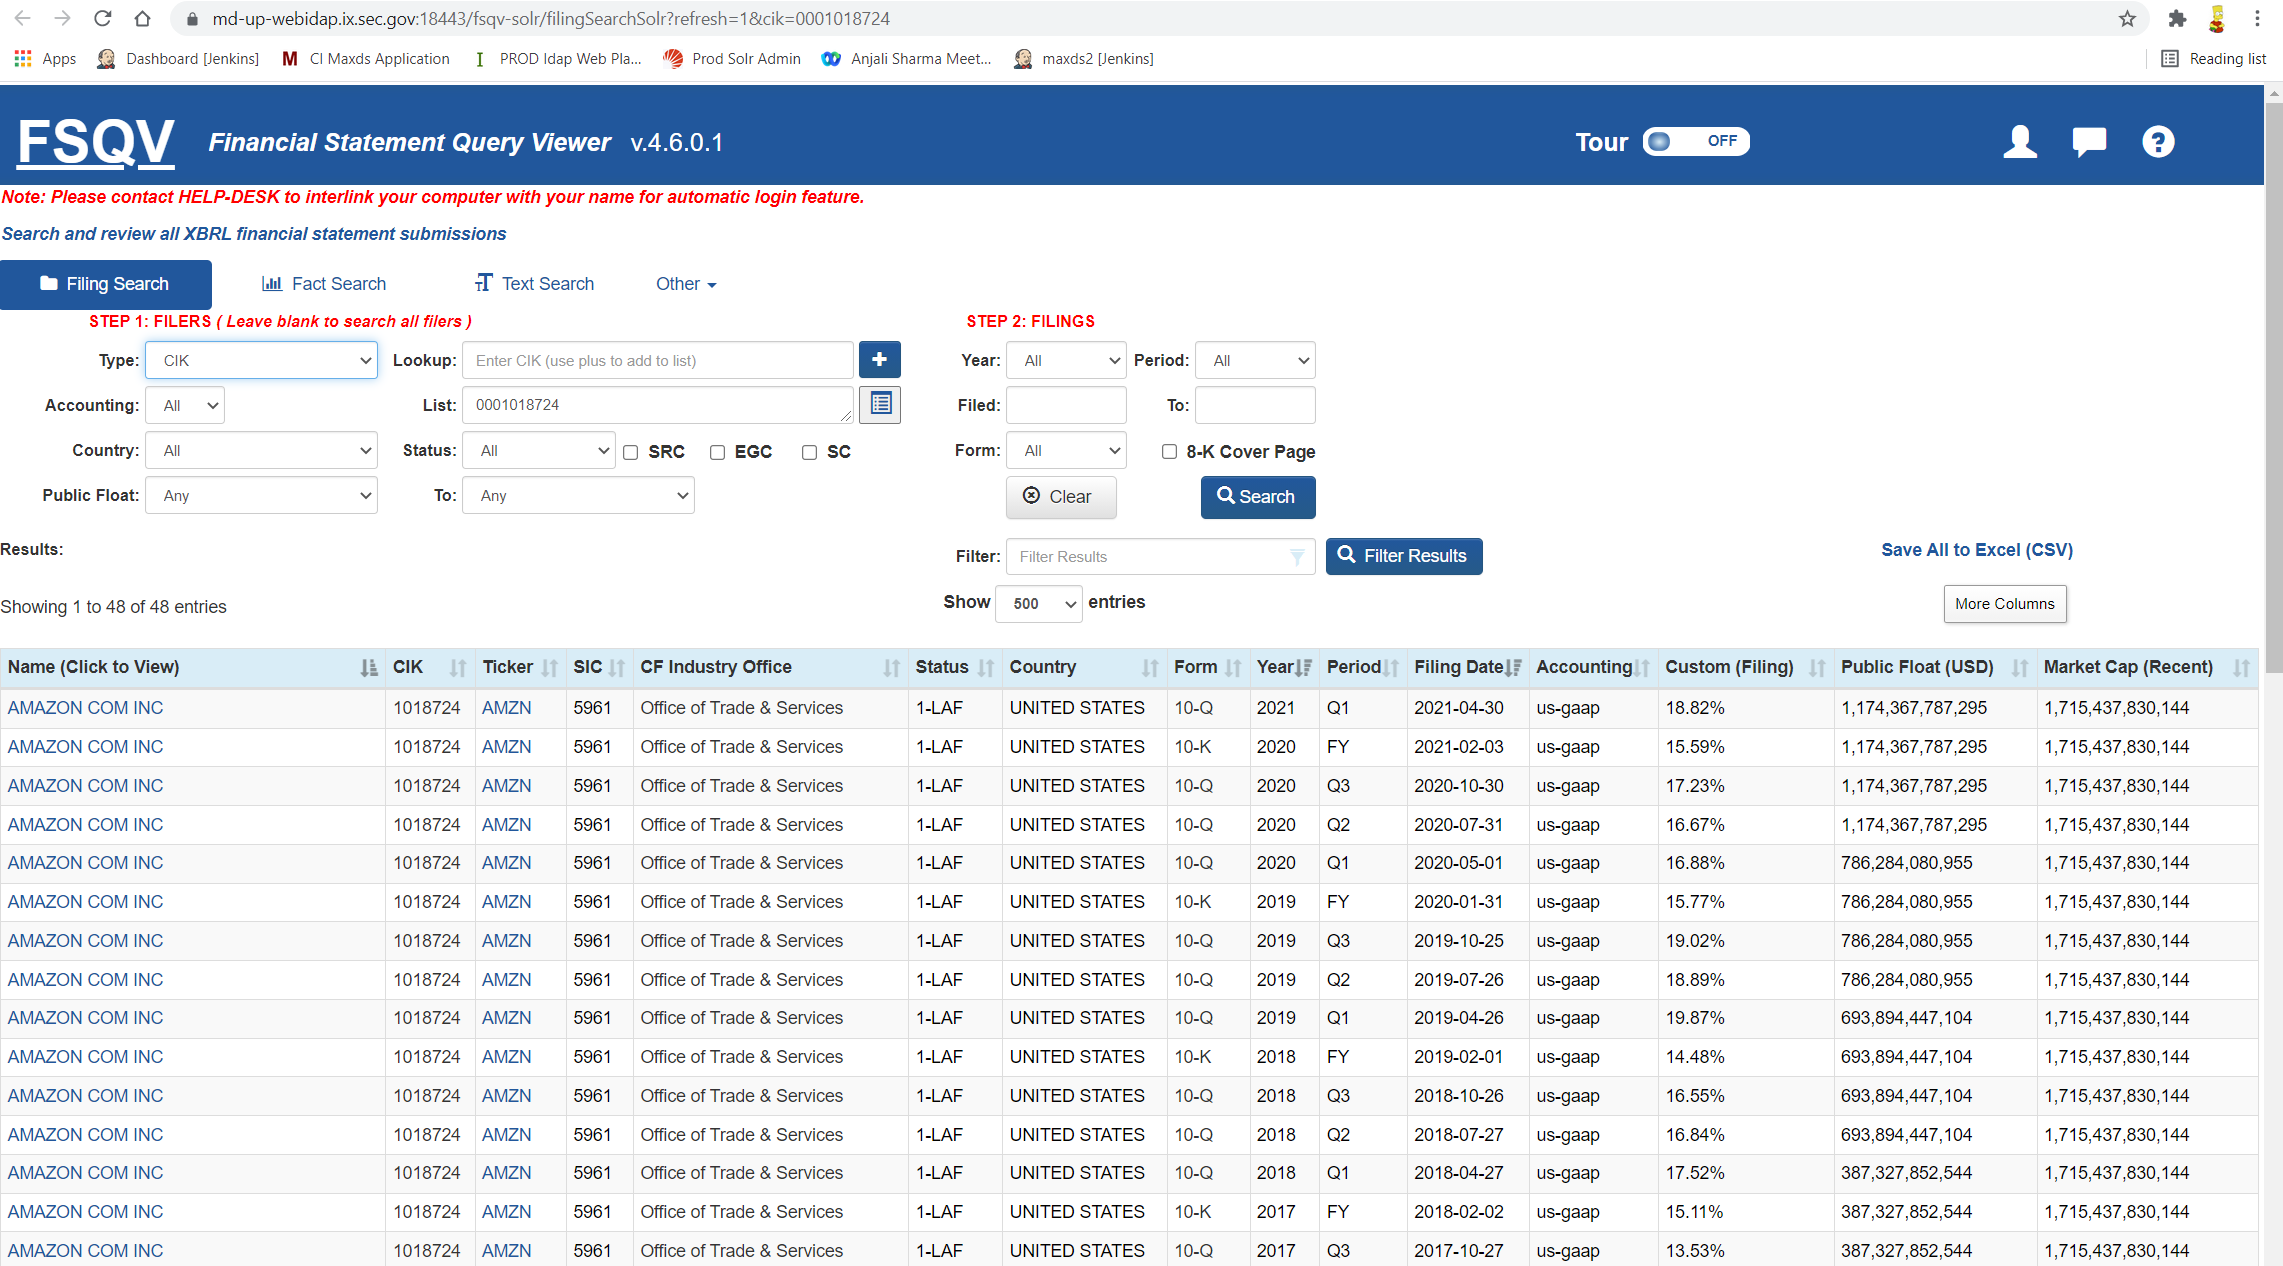 md-up-webidap.ix.sec.gov:18443/fsqv-solr/filingSearchSolr?refresh=1&cik=0001018724
Apps Dashboard [Jenkins] CI Maxds Application PROD Idap Web Pla... Prod Solr Admin Anjali Sharma Meet... maxds2 [Jenkins] Reading list
FSQV Financial Statement Query Viewer v.4.6.0.1 Tour OFF
Note: Please contact HELP-DESK to interlink your computer with your name for automatic login feature.
Search and review all XBRL financial statement submissions
Filing Search Fact Search Text Search Other
STEP 1: FILERS ( Leave blank to search all filers ) STEP 2: FILINGS
Type: CIK Lookup: Enter CIK (use plus to add to list) Year: All Period: All
Accounting: All List: 0001018724 Filed: To:
Country: All Status: All SRC EGC SC Form: All 8-K Cover Page
Public Float: Any To: Any Clear Search
Results: Filter: Filter Results Filter Results Save All to Excel (CSV)
Showing 1 to 48 of 48 entries Show 500 entries More Columns
Name (Click to View) CIK Ticker SIC CF Industry Office Status Country Form Year Period Filing Date Accounting Custom (Filing) Public Float (USD) Market Cap (Recent)
AMAZON COM INC 1018724 AMZN 5961 Office of Trade & Services 1-LAF UNITED STATES 10-Q 2021 Q1 2021-04-30 us-gaap 18.82% 1,174,367,787,295 1,715,437,830,144
AMAZON COM INC 1018724 AMZN 5961 Office of Trade & Services 1-LAF UNITED STATES 10-K 2020 FY 2021-02-03 us-gaap 15.59% 1,174,367,787,295 1,715,437,830,144
AMAZON COM INC 1018724 AMZN 5961 Office of Trade & Services 1-LAF UNITED STATES 10-Q 2020 Q3 2020-10-30 us-gaap 17.23% 1,174,367,787,295 1,715,437,830,144
AMAZON COM INC 1018724 AMZN 5961 Office of Trade & Services 1-LAF UNITED STATES 10-Q 2020 Q2 2020-07-31 us-gaap 16.67% 1,174,367,787,295 1,715,437,830,144
AMAZON COM INC 1018724 AMZN 5961 Office of Trade & Services 1-LAF UNITED STATES 10-Q 2020 Q1 2020-05-01 us-gaap 16.88% 786,284,080,955 1,715,437,830,144
AMAZON COM INC 1018724 AMZN 5961 Office of Trade & Services 1-LAF UNITED STATES 10-K 2019 FY 2020-01-31 us-gaap 15.77% 786,284,080,955 1,715,437,830,144
AMAZON COM INC 1018724 AMZN 5961 Office of Trade & Services 1-LAF UNITED STATES 10-Q 2019 Q3 2019-10-25 us-gaap 19.02% 786,284,080,955 1,715,437,830,144
AMAZON COM INC 1018724 AMZN 5961 Office of Trade & Services 1-LAF UNITED STATES 10-Q 2019 Q2 2019-07-26 us-gaap 18.89% 786,284,080,955 1,715,437,830,144
AMAZON COM INC 1018724 AMZN 5961 Office of Trade & Services 1-LAF UNITED STATES 10-Q 2019 Q1 2019-04-26 us-gaap 19.87% 693,894,447,104 1,715,437,830,144
AMAZON COM INC 1018724 AMZN 5961 Office of Trade & Services 1-LAF UNITED STATES 10-K 2018 FY 2019-02-01 us-gaap 14.48% 693,894,447,104 1,715,437,830,144
AMAZON COM INC 1018724 AMZN 5961 Office of Trade & Services 1-LAF UNITED STATES 10-Q 2018 Q3 2018-10-26 us-gaap 16.55% 693,894,447,104 1,715,437,830,144
AMAZON COM INC 1018724 AMZN 5961 Office of Trade & Services 1-LAF UNITED STATES 10-Q 2018 Q2 2018-07-27 us-gaap 16.84% 693,894,447,104 1,715,437,830,144
AMAZON COM INC 1018724 AMZN 5961 Office of Trade & Services 1-LAF UNITED STATES 10-Q 2018 Q1 2018-04-27 us-gaap 17.52% 387,327,852,544 1,715,437,830,144
AMAZON COM INC 1018724 AMZN 5961 Office of Trade & Services 1-LAF UNITED STATES 10-K 2017 FY 2018-02-02 us-gaap 15.11% 387,327,852,544 1,715,437,830,144
AMAZON COM INC 1018724 AMZN 5961 Office of Trade & Services 1-LAF UNITED STATES 10-Q 2017 Q3 2017-10-27 us-gaap 13.53% 387,327,852,544 1,715,437,830,144